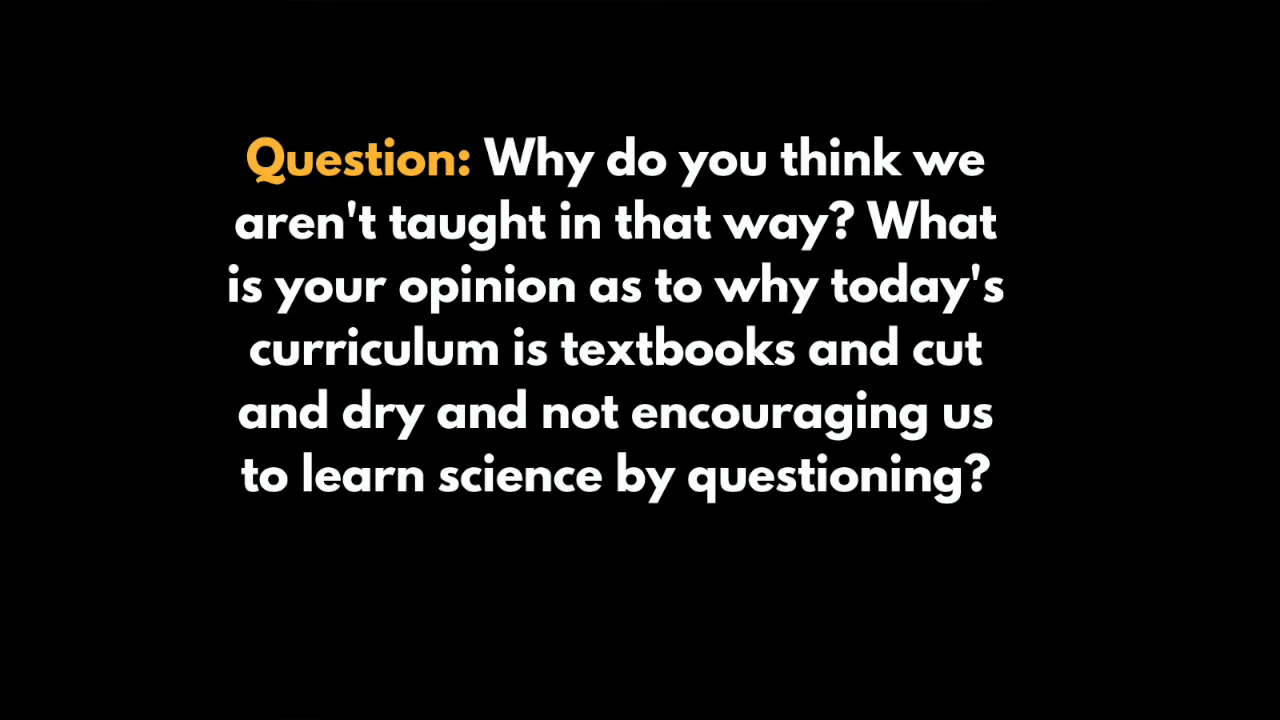 Question: Why do you think we
aren't taught in that way? What
is your opinion as to why today's
curriculum is textbooks and cut
and dry and not encouraging us
to learn science by questioning?